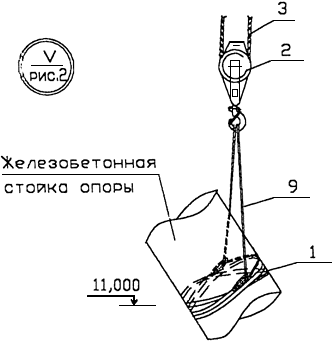 3
V
РИС.2
2
Железобетонная
стойка опоры
9
1
11,000